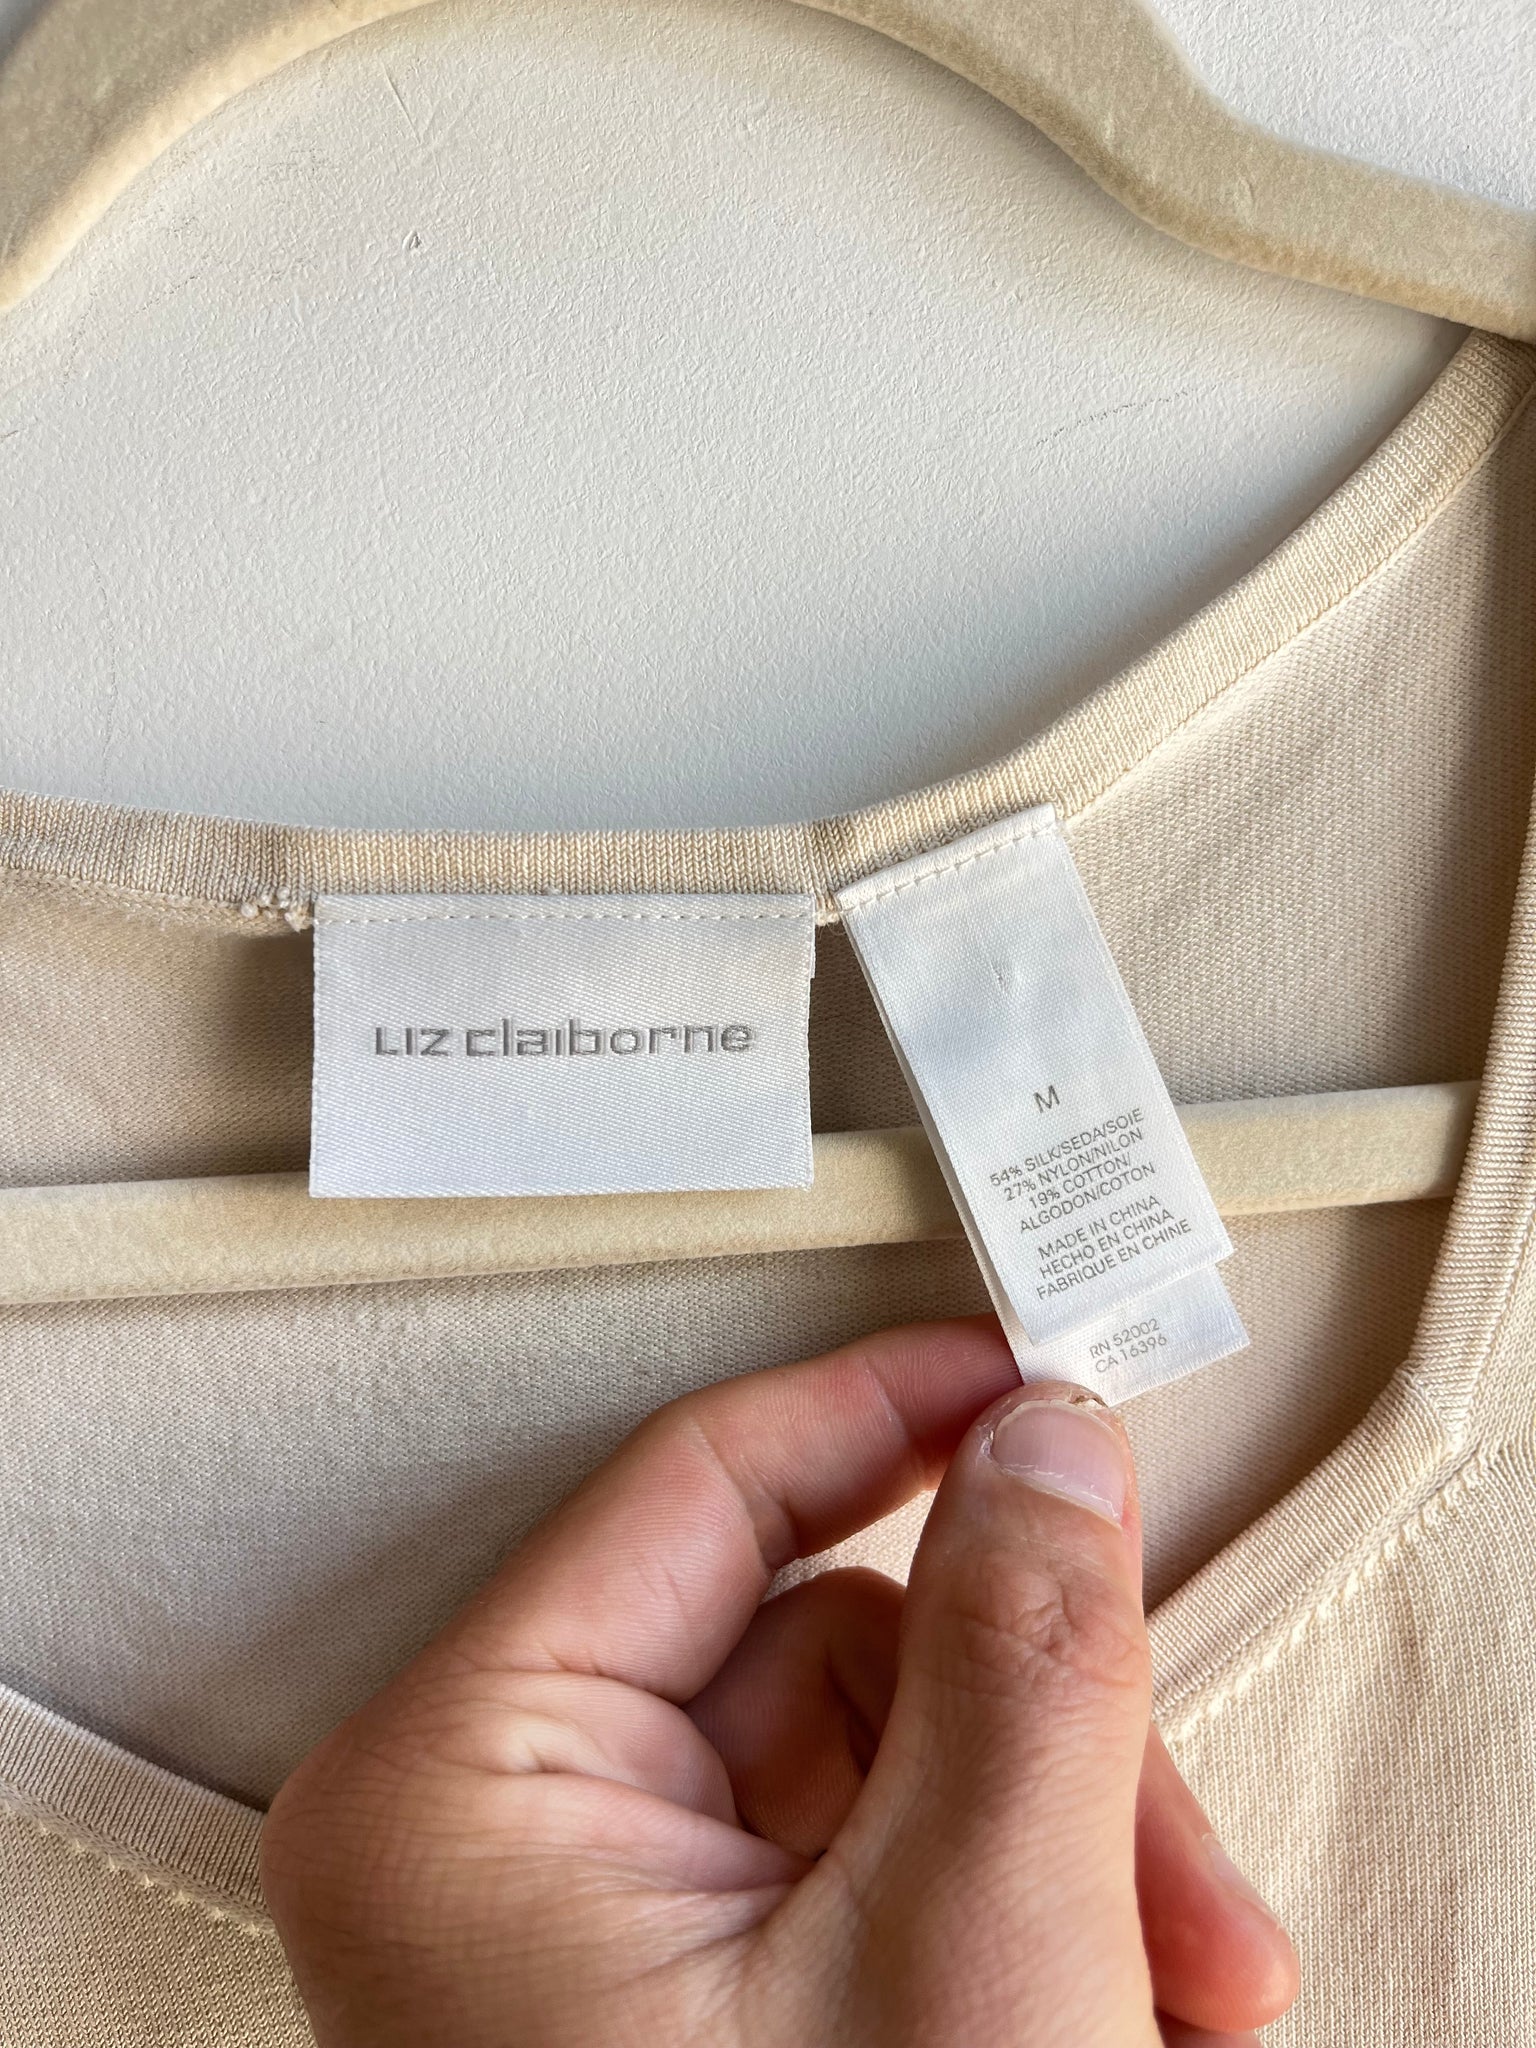 LIZ claiborne
M
54% SILK/SEDA/SOIE
27% NYLON/NILON
19% COTTON/
ALGODON/COTON
MADE IN CHINA
HECHO EN CHINA
FABRIQUE EN CHINE
RN 52002
CA 16396